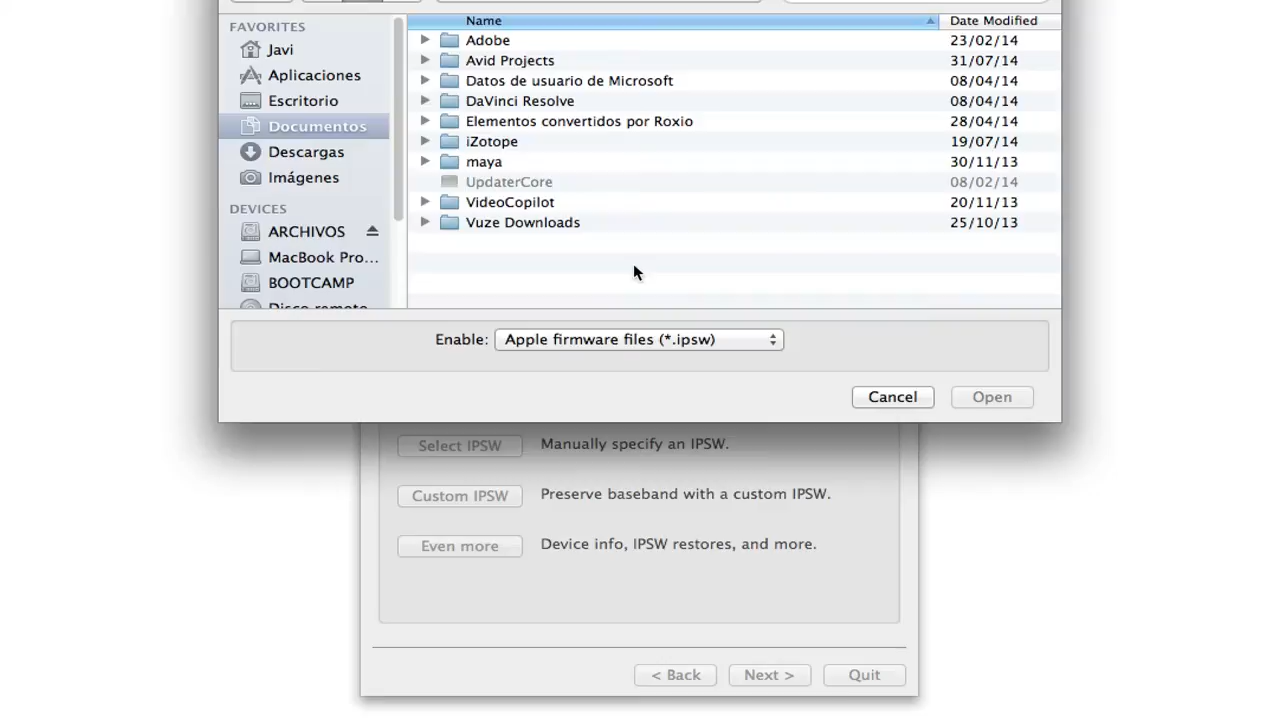 FAVORITES
Javi
Aplicaciones
Escritorio
Documentos
Descargas
Imágenes
DEVICES
ARCHIVOS
MacBook Pro...
BOOTCAMP
Disco remoto
Name Date Modified
Adobe 23/02/14
Avid Projects 31/07/14
Datos de usuario de Microsoft 08/04/14
DaVinci Resolve 08/04/14
Elementos convertidos por Roxio 28/04/14
iZotope 19/07/14
maya 30/11/13
UpdaterCore 08/02/14
VideoCopilot 20/11/13
Vuze Downloads 25/10/13
Enable: Apple firmware files (*.ipsw)
Cancel Open
Select IPSW Manually specify an IPSW.
Custom IPSW Preserve baseband with a custom IPSW.
Even more Device info, IPSW restores, and more.
< Back Next > Quit